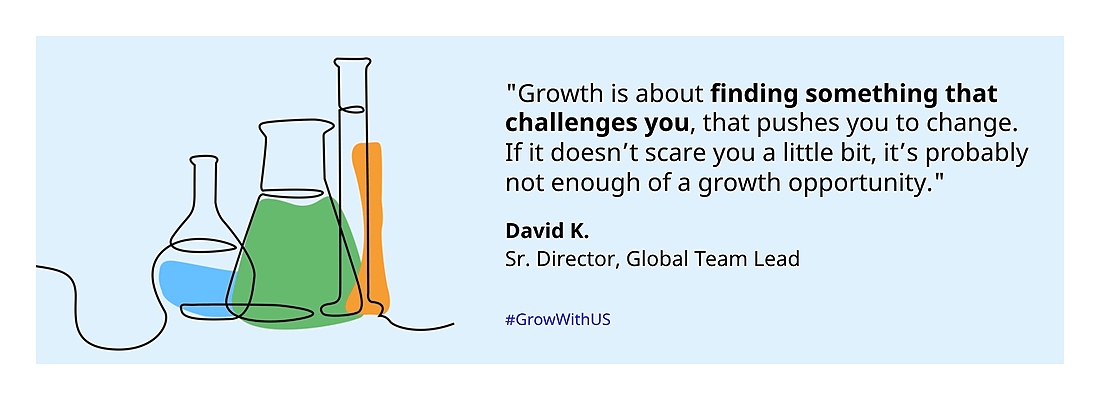 "Growth is about finding something that
challenges you, that pushes you to change.
If it doesn’t scare you a little bit, it’s probably
not enough of a growth opportunity."
David K.
Sr. Director, Global Team Lead
#GrowWithUS